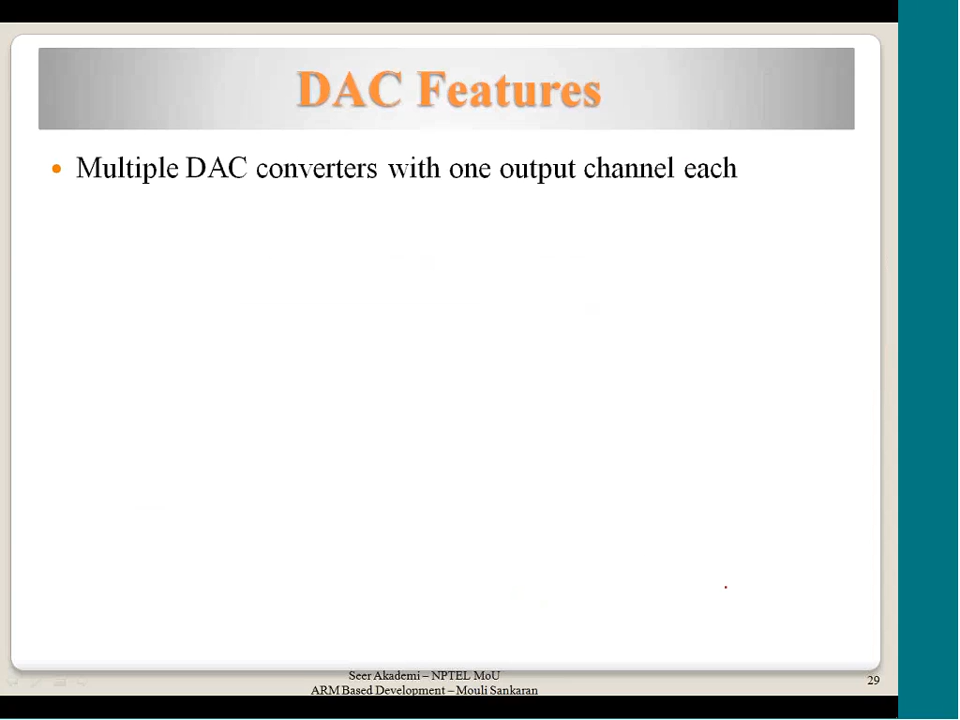 DAC Features
• Multiple DAC converters with one output channel each
Seer Akademi – NPTEL MoU
ARM Based Development – Mouli Sankaran
29